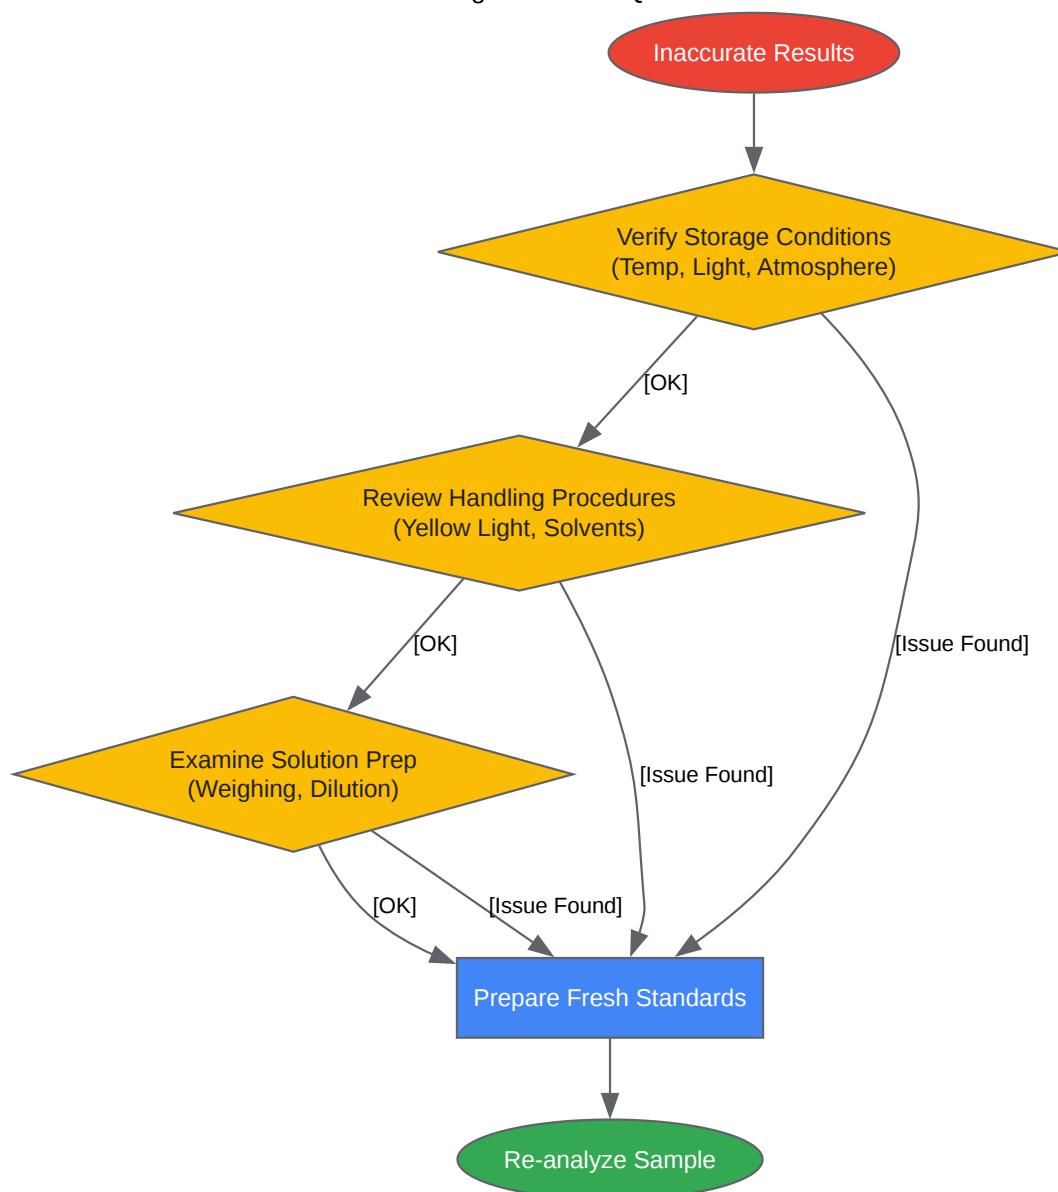 Inaccurate Results
Verify Storage Conditions
(Temp, Light, Atmosphere)
[OK]
Review Handling Procedures
(Yellow Light, Solvents)
[OK]
[Issue Found]
Examine Solution Prep
(Weighing, Dilution)
[Issue Found]
[OK]
[Issue Found]
Prepare Fresh Standards
Re-analyze Sample